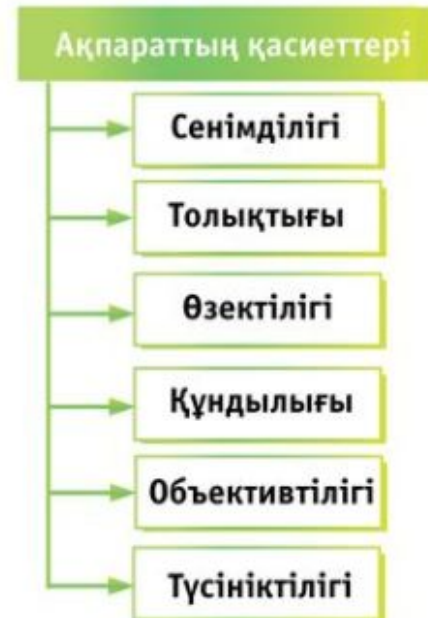 Ақпараттың қасиеттері
Сенімділігі
Толықтығы
Өзектілігі
Құндылығы
Объективтілігі
Түсініктілігі